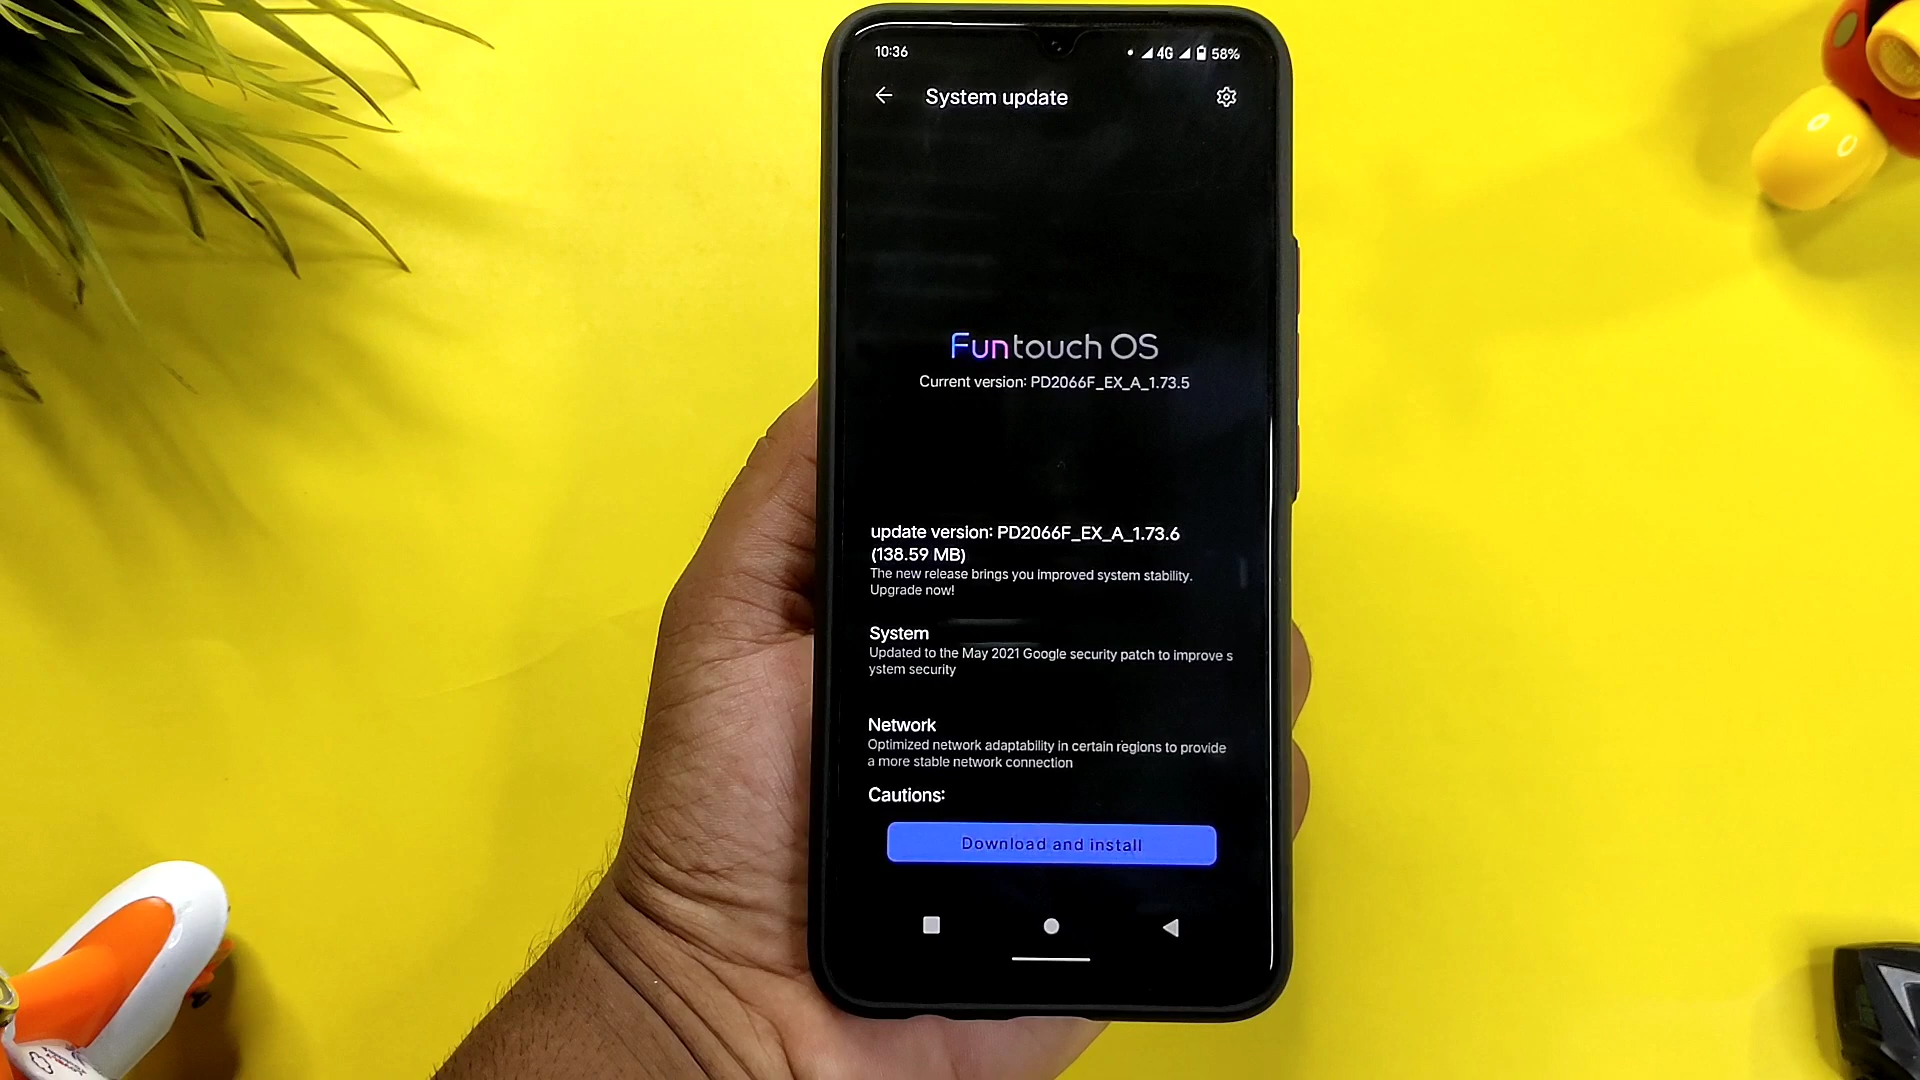 10:36
4G 58%
System update
Funtouch OS
Current version: PD2066F_EX_A_1.73.5
update version: PD2066F_EX_A_1.73.6
(138.59 MB)
The new release brings you improved system stability.
Upgrade now!
System
Updated to the May 2021 Google security patch to improve s
ystem security
Network
Optimized network adaptability in certain regions to provide
a more stable network connection
Cautions:
Download and install